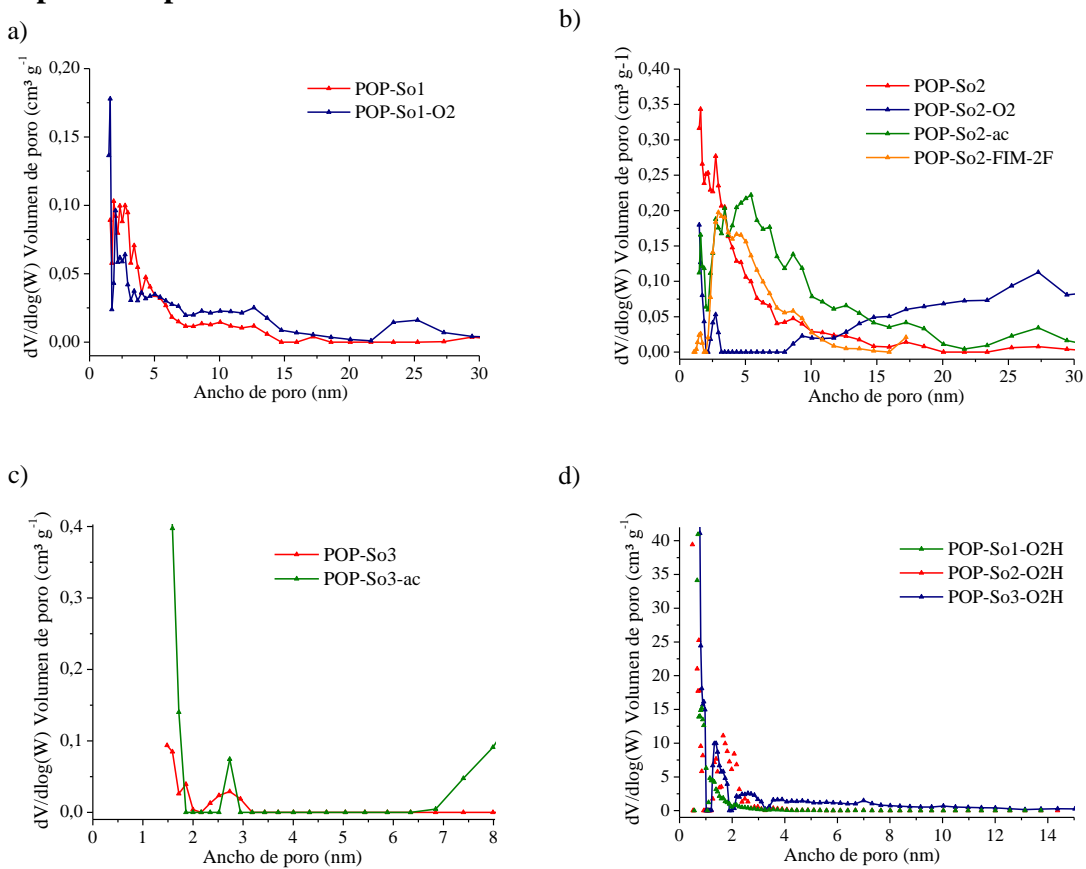 a)
dV/dlog(W) Volumen de poro (cm³ g⁻¹)
0,20
0,15
0,10
0,05
0,00
POP-So1
POP-So1-O2
0 5 10 15 20 25 30
Ancho de poro (nm)
b)
dV/dlog(W) Volumen de poro (cm³ g-1)
0,40
0,35
0,30
0,25
0,20
0,15
0,10
0,05
0,00
POP-So2
POP-So2-O2
POP-So2-ac
POP-So2-FIM-2F
0 5 10 15 20 25 30
Ancho de poro (nm)
c)
dV/dlog(W) Volumen de poro (cm³ g⁻¹)
0,4
0,3
0,2
0,1
0,0
POP-So3
POP-So3-ac
0 1 2 3 4 5 6 7 8
Ancho de poro (nm)
d)
dV/dlog(W) Volumen de poro (cm³ g⁻¹)
40
35
30
25
20
15
10
5
0
POP-So1-O2H
POP-So2-O2H
POP-So3-O2H
0 2 4 6 8 10 12 14
Ancho de poro (nm)